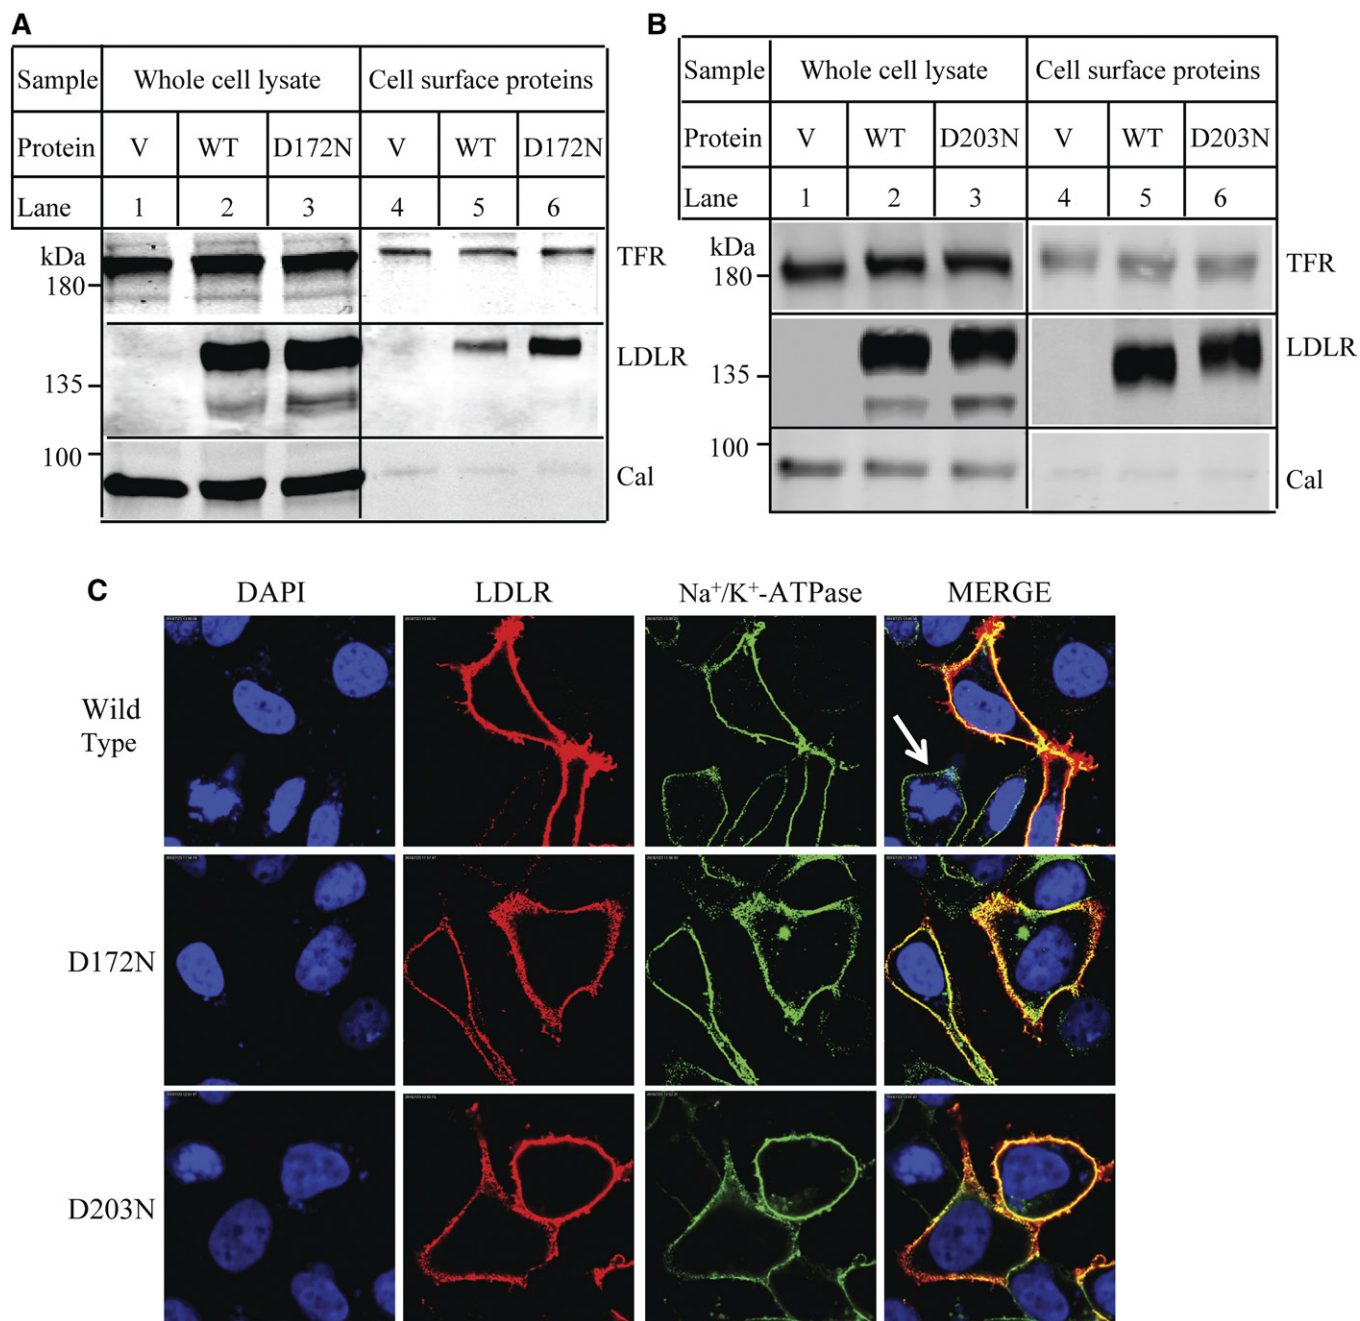 A
Sample Whole cell lysate Cell surface proteins
Protein V WT D172N V WT D172N
Lane 1 2 3 4 5 6
kDa
180
TFR
135
LDLR
100
Cal
B
Sample Whole cell lysate Cell surface proteins
Protein V WT D203N V WT D203N
Lane 1 2 3 4 5 6
kDa
180
TFR
135
LDLR
100
Cal
C
DAPI LDLR Na⁺/K⁺-ATPase MERGE
Wild
Type
D172N
D203N